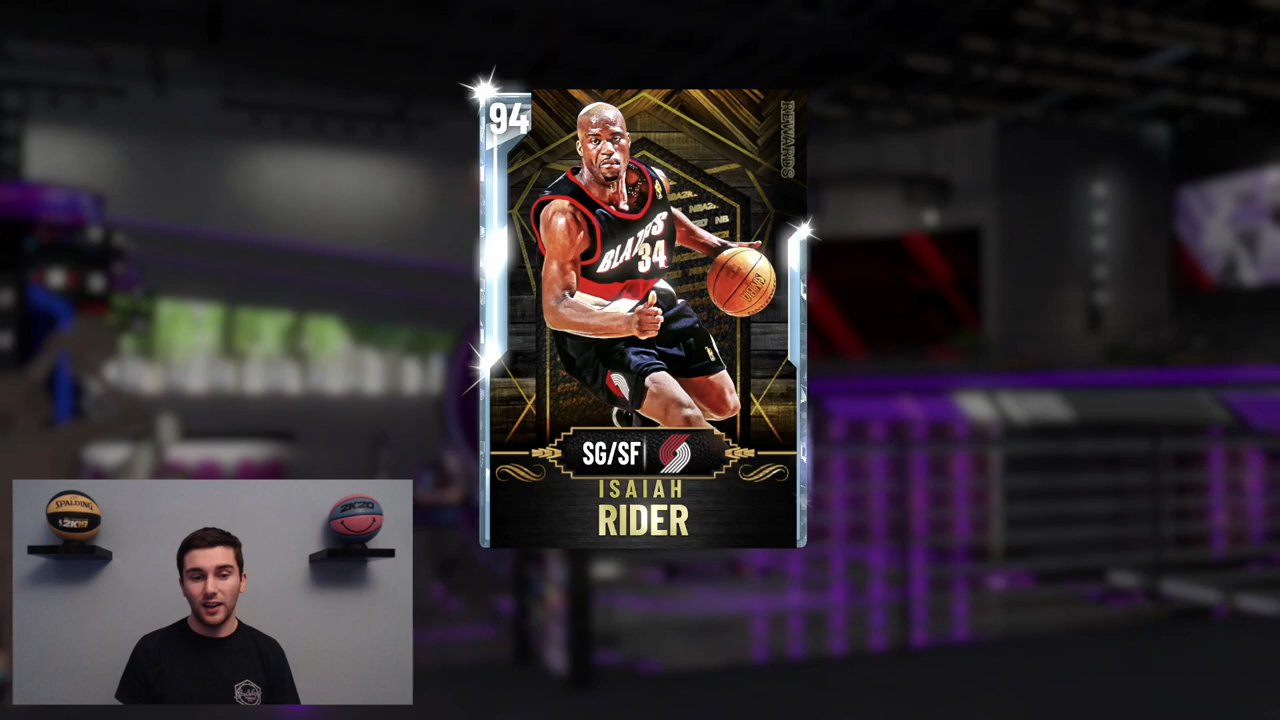 94
REWARDS
BLAZERS
34
SG/SF
ISAIAH
RIDER
SPALDING
2K19
2K20